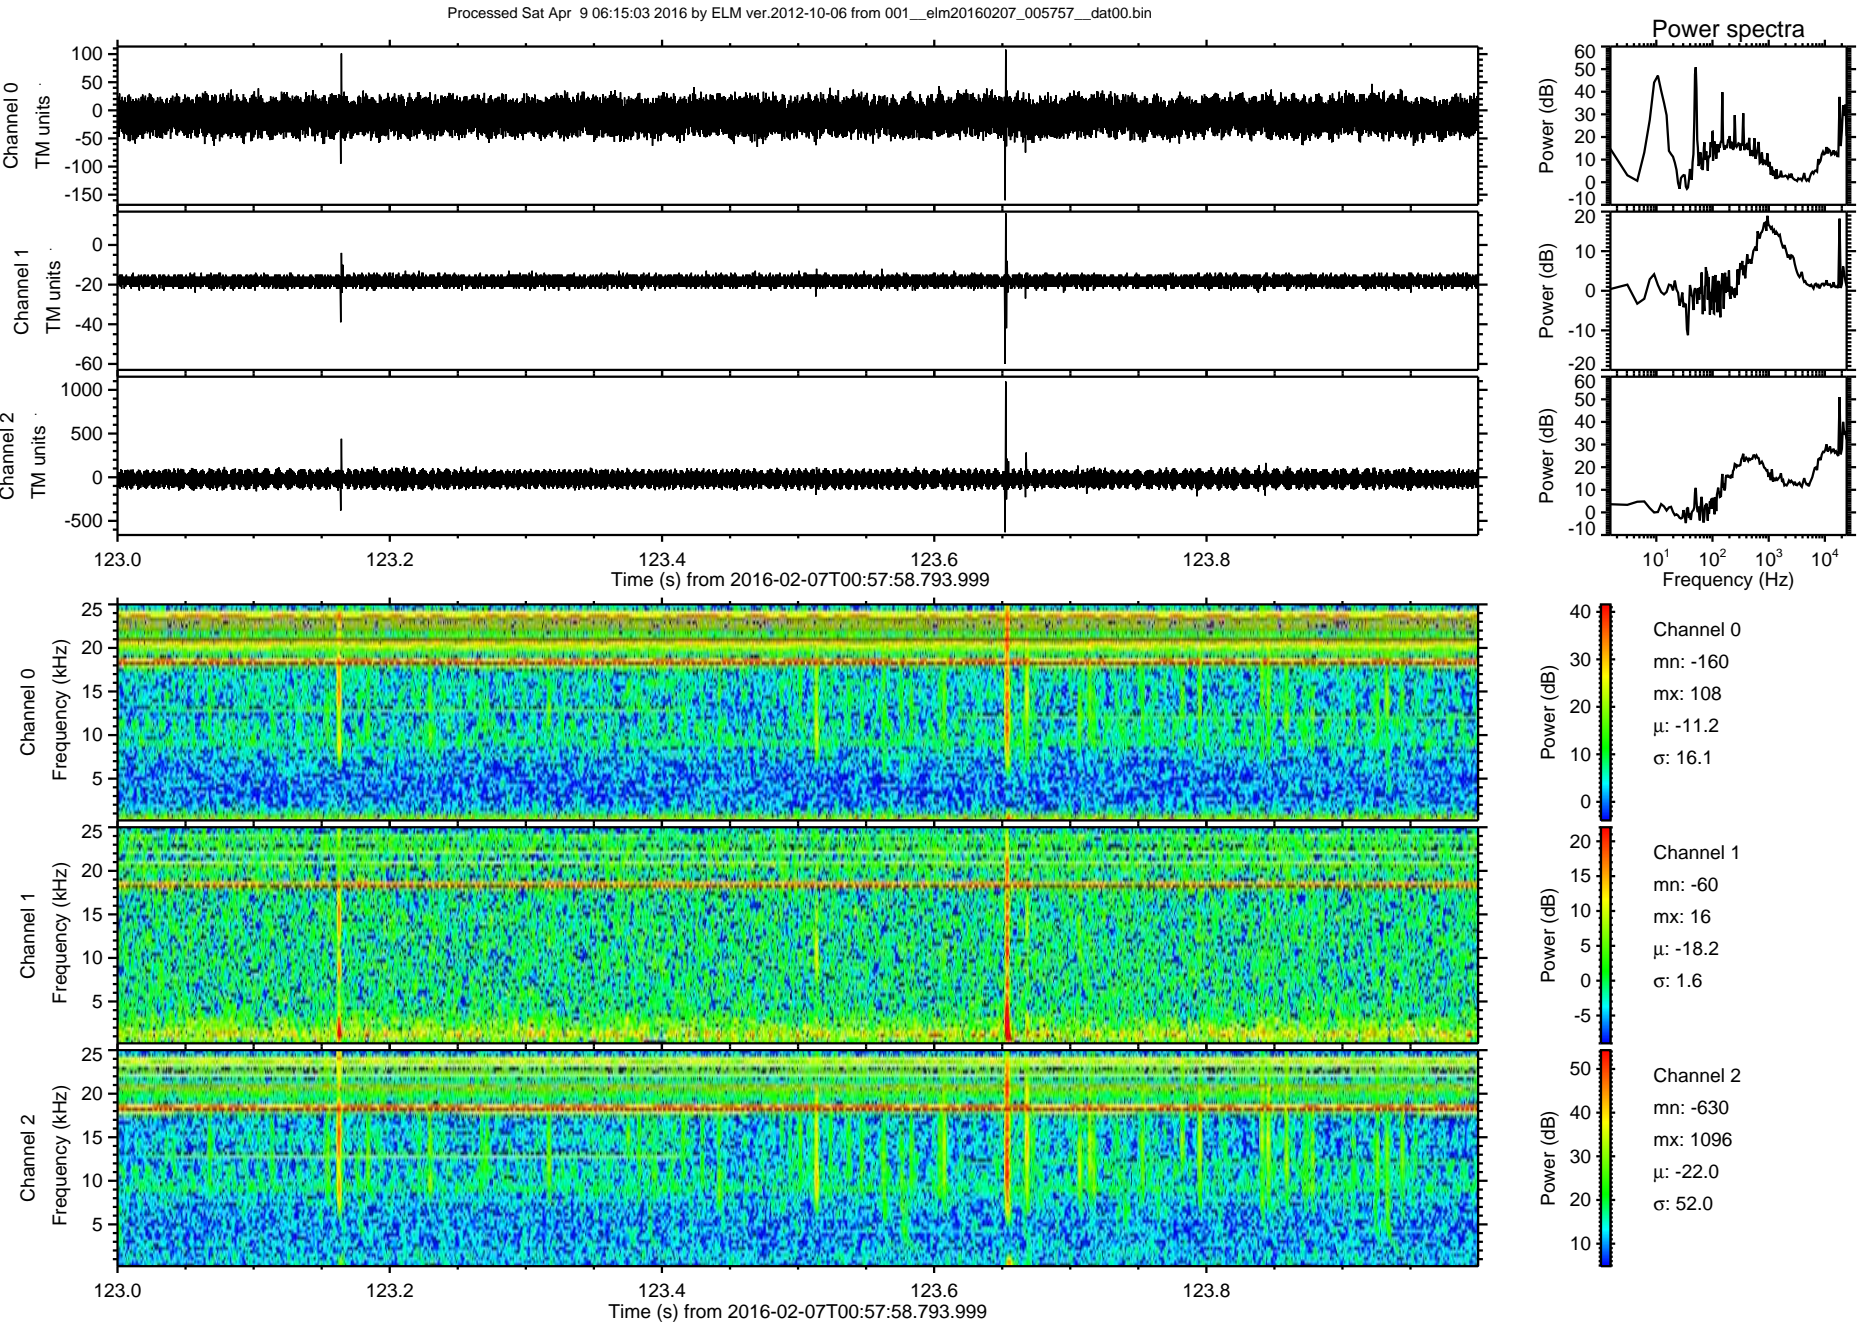 Processed Sat Apr  9 06:15:03 2016 by ELM ver.2012-10-06 from 001__elm20160207_005757__dat00.bin
Power spectra
Channel 0
TM units
100
50
0
-50
-100
-150
Power (dB)
60
50
40
30
20
10
0
-10
Channel 1
TM units
0
-20
-40
-60
Power (dB)
20
10
0
-10
-20
Channel 2
TM units
1000
500
0
-500
Power (dB)
60
50
40
30
20
10
0
-10
123.0 123.2 123.4 123.6 123.8
Time (s) from 2016-02-07T00:57:58.793.999
10¹ 10² 10³ 10⁴
Frequency (Hz)
Channel 0
Frequency (kHz)
25
20
15
10
5
Power (dB)
40
30
20
10
0
Channel 0
mn: -160
mx: 108
μ: -11.2
σ: 16.1
Channel 1
Frequency (kHz)
25
20
15
10
5
Power (dB)
20
15
10
5
0
-5
Channel 1
mn: -60
mx: 16
μ: -18.2
σ: 1.6
Channel 2
Frequency (kHz)
25
20
15
10
5
Power (dB)
50
40
30
20
10
Channel 2
mn: -630
mx: 1096
μ: -22.0
σ: 52.0
123.0 123.2 123.4 123.6 123.8
Time (s) from 2016-02-07T00:57:58.793.999